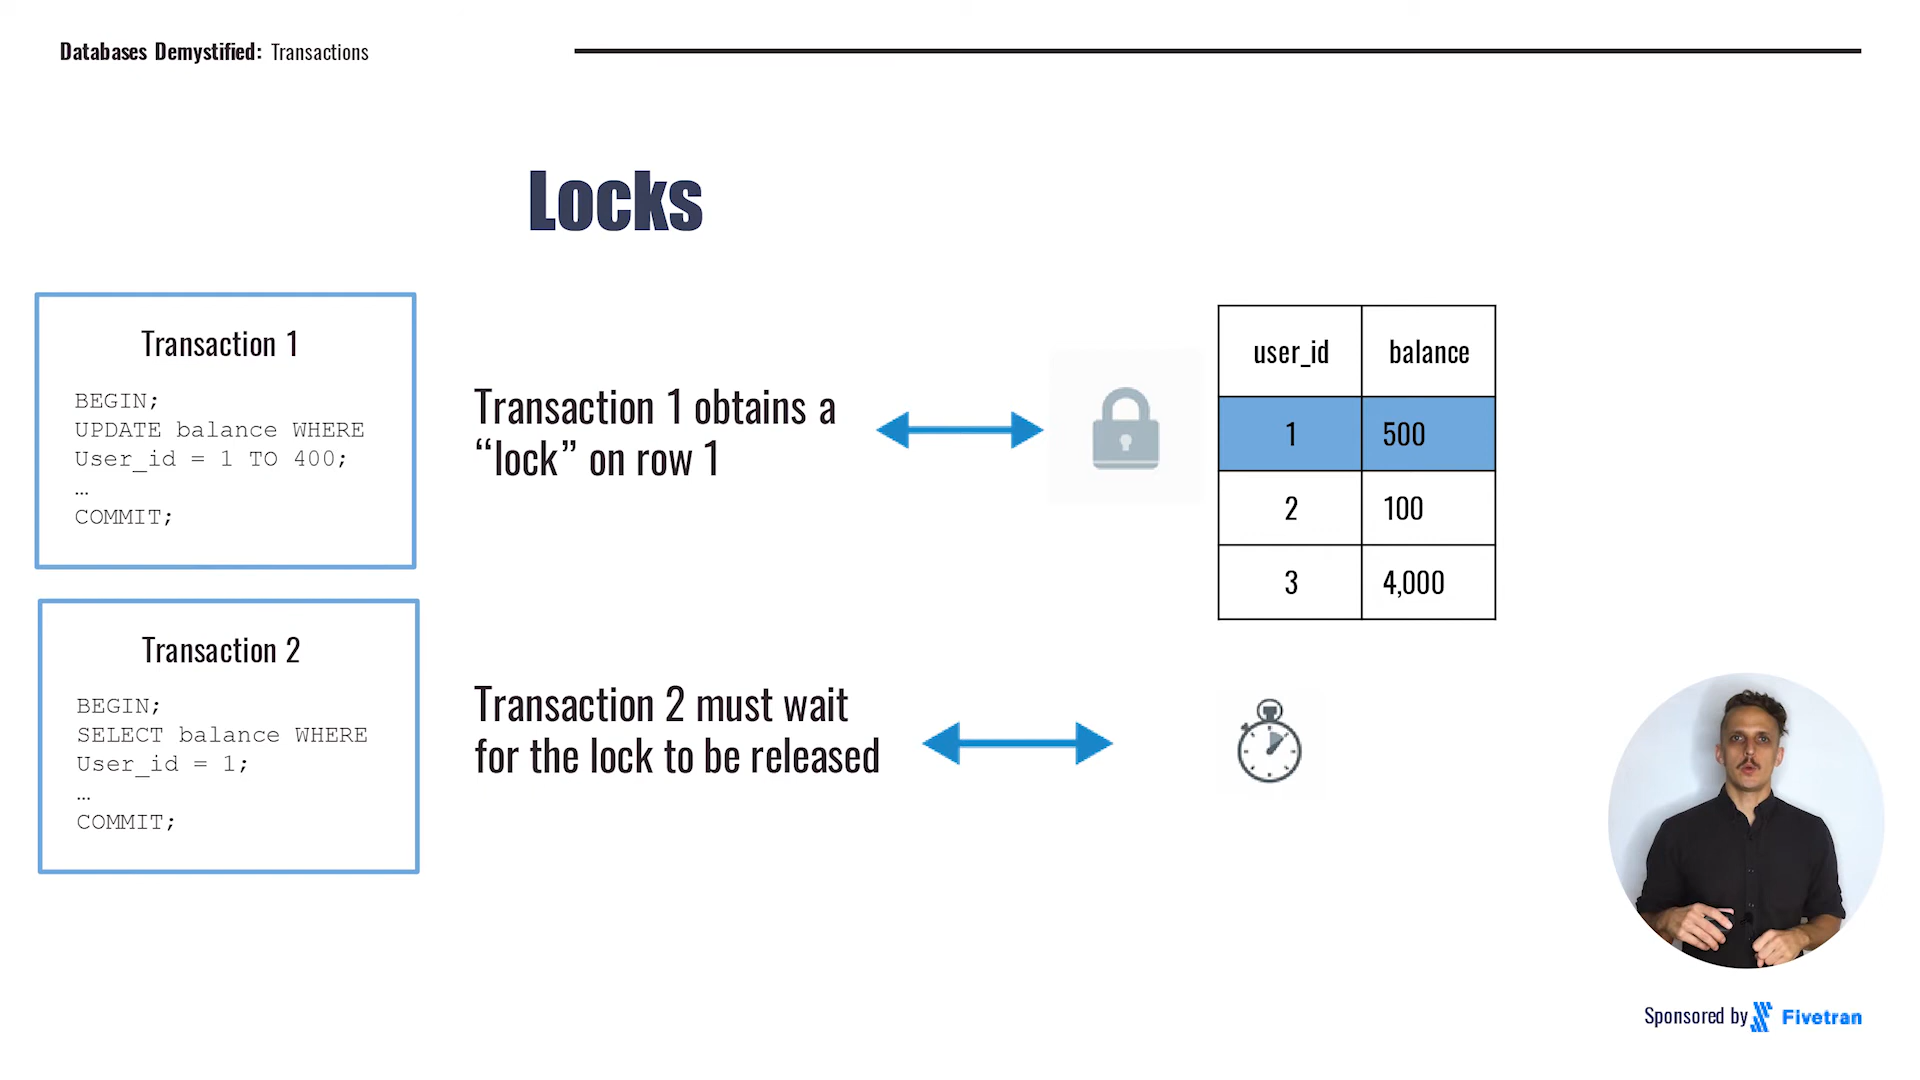 Databases Demystified: Transactions
Locks
Transaction 1
BEGIN;
UPDATE balance WHERE
User_id = 1 TO 400;
…
COMMIT;
Transaction 1 obtains a
“lock” on row 1
user_id balance
1 500
2 100
3 4,000
Transaction 2
BEGIN;
SELECT balance WHERE
User_id = 1;
…
COMMIT;
Transaction 2 must wait
for the lock to be released
Sponsored by Fivetran